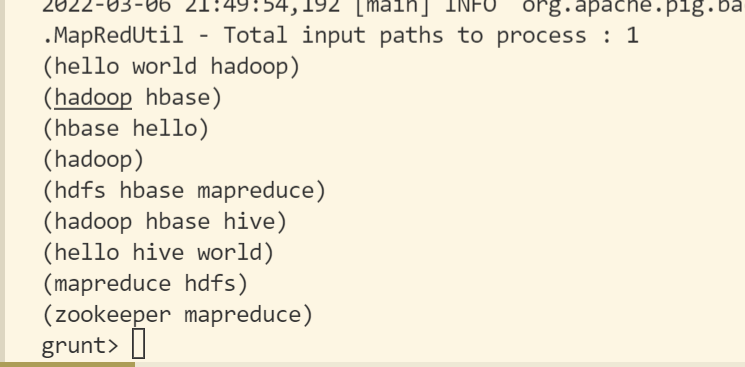 2022-03-06 21:49:54,192 [main] INFO org.apache.pig.ba
.MapRedUtil - Total input paths to process : 1
(hello world hadoop)
(hadoop hbase)
(hbase hello)
(hadoop)
(hdfs hbase mapreduce)
(hadoop hbase hive)
(hello hive world)
(mapreduce hdfs)
(zookeeper mapreduce)
grunt>